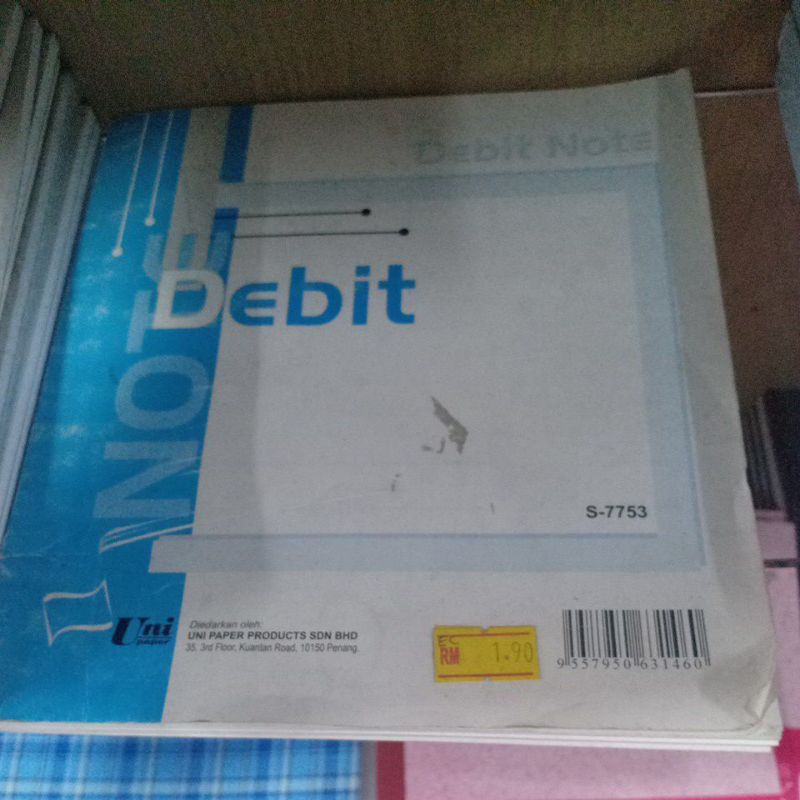 Debit Note
NOTE
Debit
S-7753
Uni
paper
Diedarkan oleh:
UNI PAPER PRODUCTS SDN BHD
35, 3rd Floor, Kuantan Road, 10150 Penang.
EC
RM 1.90
9 557950 631460